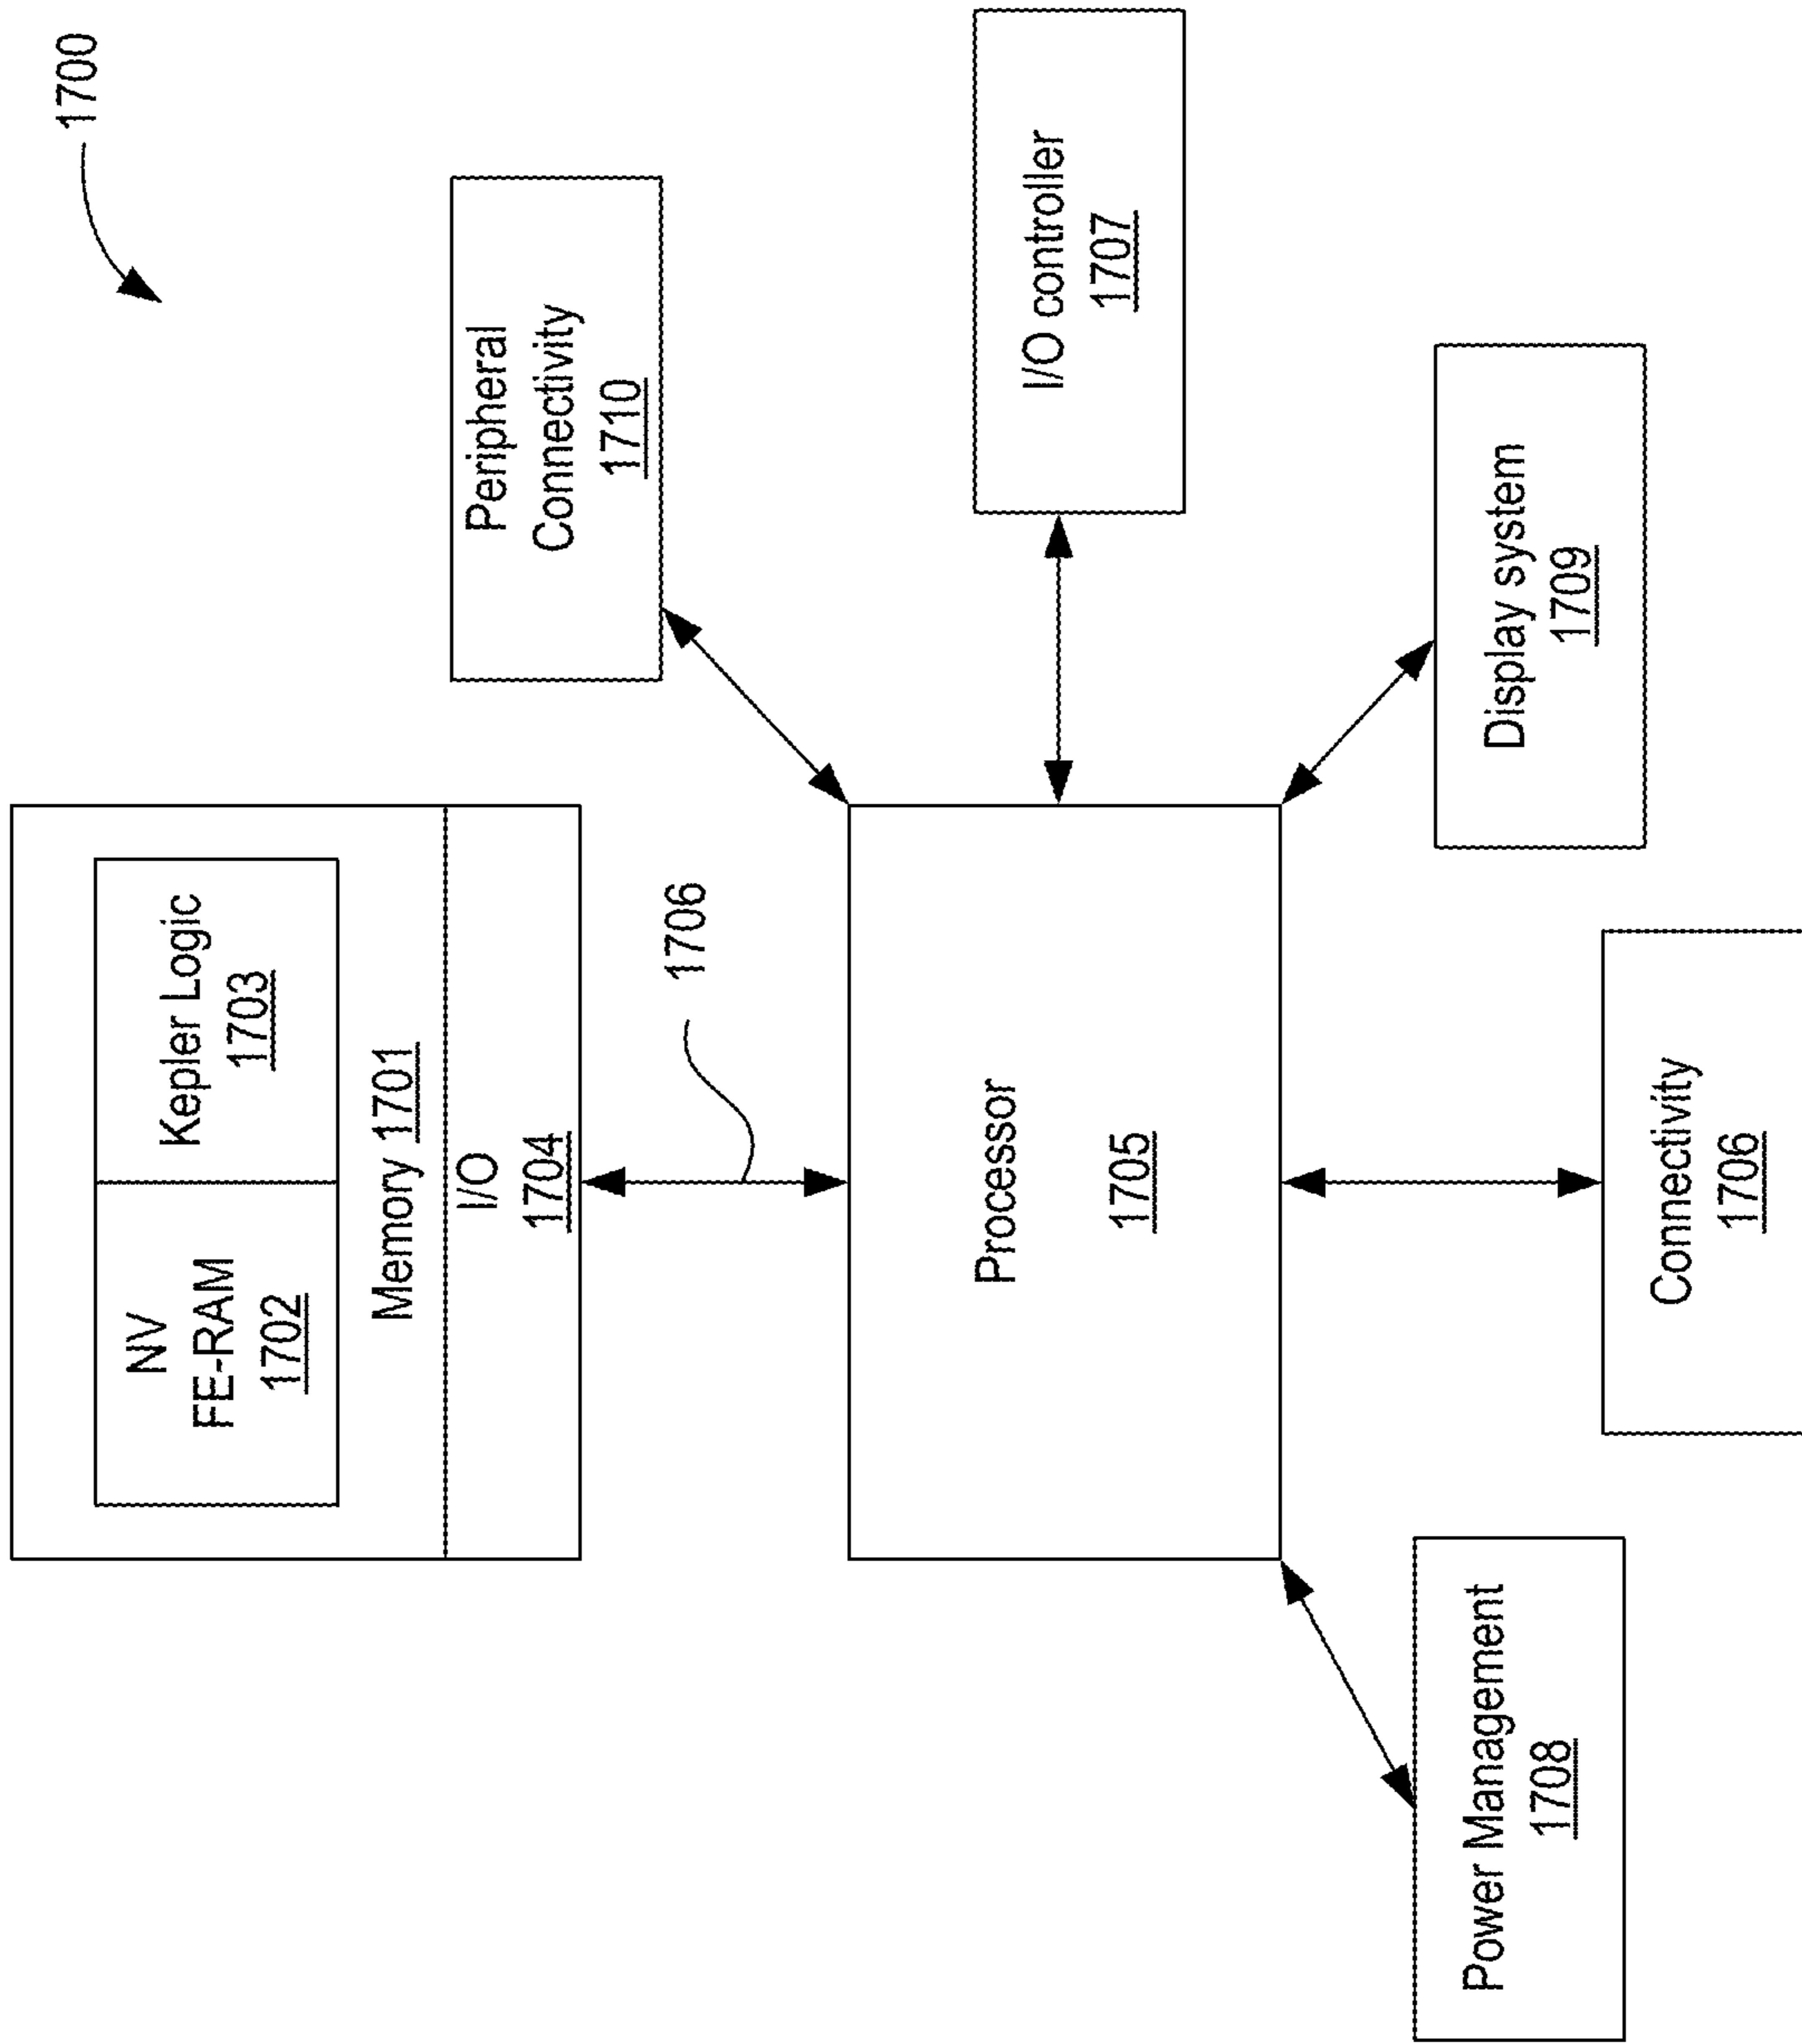 1700
NV
FE-RAM
1702
Kepler Logic
1703
Memory 1701
I/O
1704
1706
Peripheral
Connectivity
1710
Processor
1705
I/O controller
1707
Power Management
1708
Connectivity
1706
Display system
1709